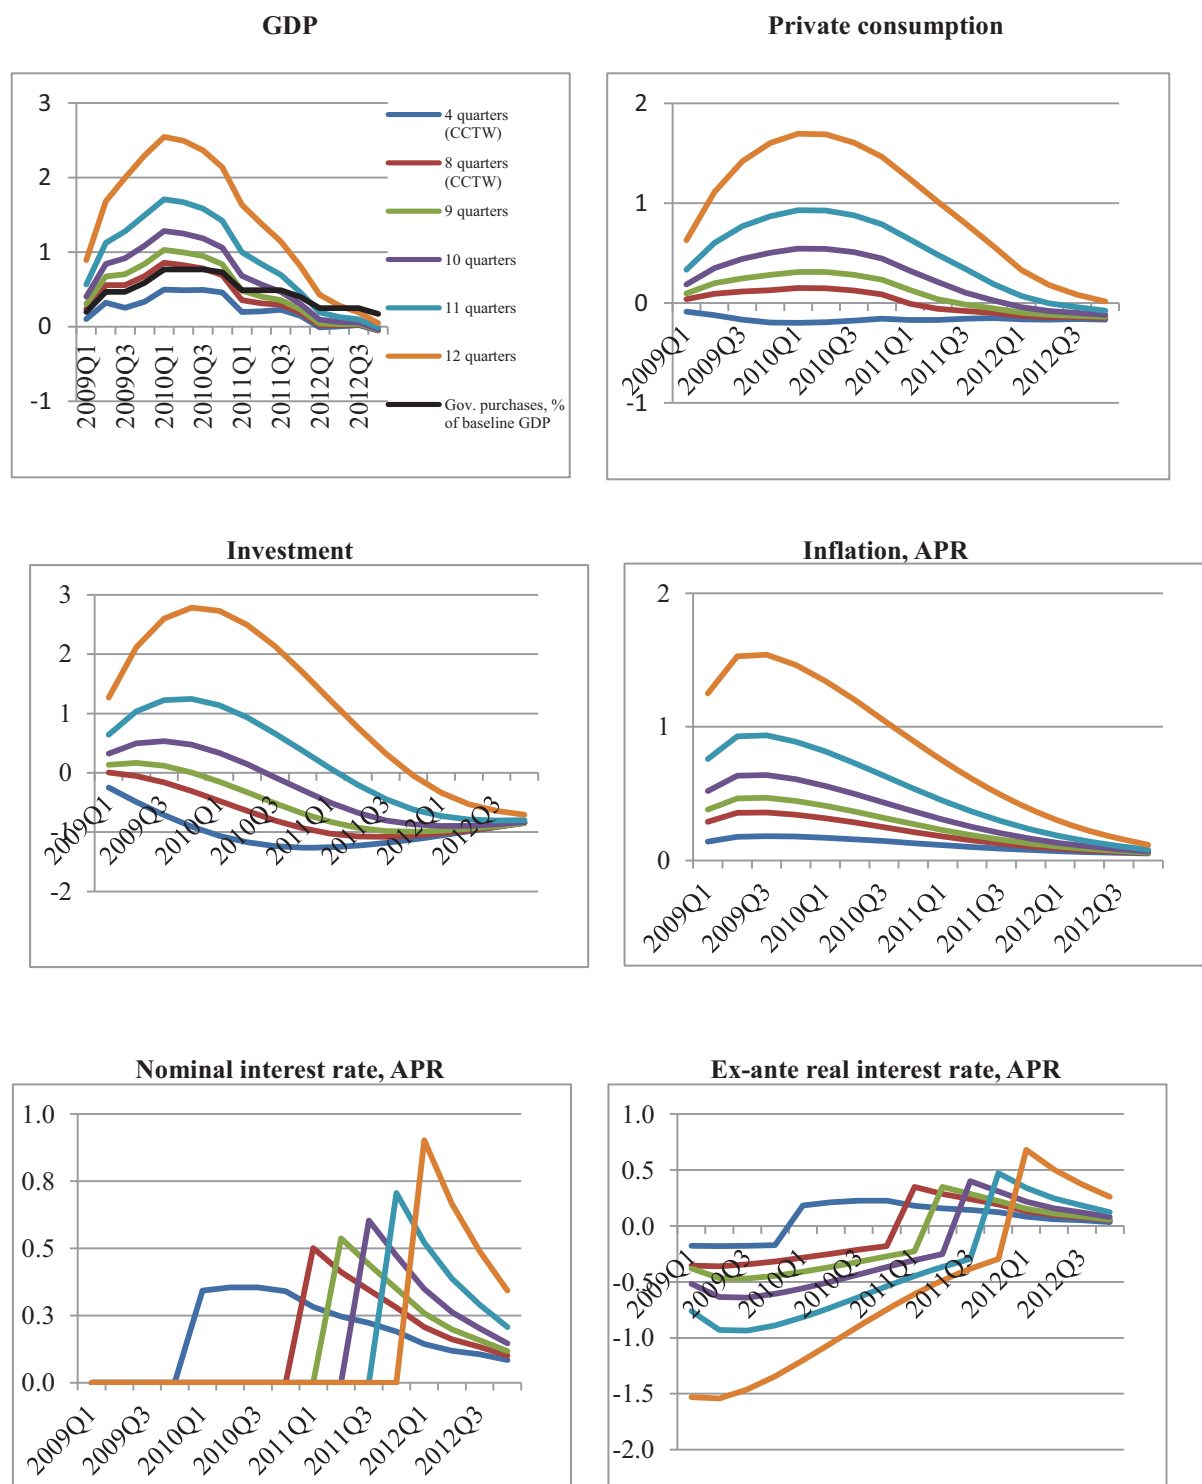 GDP
Private consumption
3
2
1
0
-1
2009Q1
2009Q3
2010Q1
2010Q3
2011Q1
2011Q3
2012Q1
2012Q3
4 quarters
(CCTW)
8 quarters
(CCTW)
9 quarters
10 quarters
11 quarters
12 quarters
Gov. purchases, %
of baseline GDP
2
1
0
-1
2009Q1
2009Q3
2010Q1
2010Q3
2011Q1
2011Q3
2012Q1
2012Q3
Investment
Inflation, APR
3
2
1
0
-1
-2
2009Q1
2009Q3
2010Q1
2010Q3
2011Q1
2011Q3
2012Q1
2012Q3
2
1
0
2009Q1
2009Q3
2010Q1
2010Q3
2011Q1
2011Q3
2012Q1
2012Q3
Nominal interest rate, APR
Ex-ante real interest rate, APR
1.0
0.8
0.5
0.3
0.0
2009Q1
2009Q3
2010Q1
2010Q3
2011Q1
2011Q3
2012Q1
2012Q3
1.0
0.5
0.0
-0.5
-1.0
-1.5
-2.0
2009Q1
2009Q3
2010Q1
2010Q3
2011Q1
2011Q3
2012Q1
2012Q3